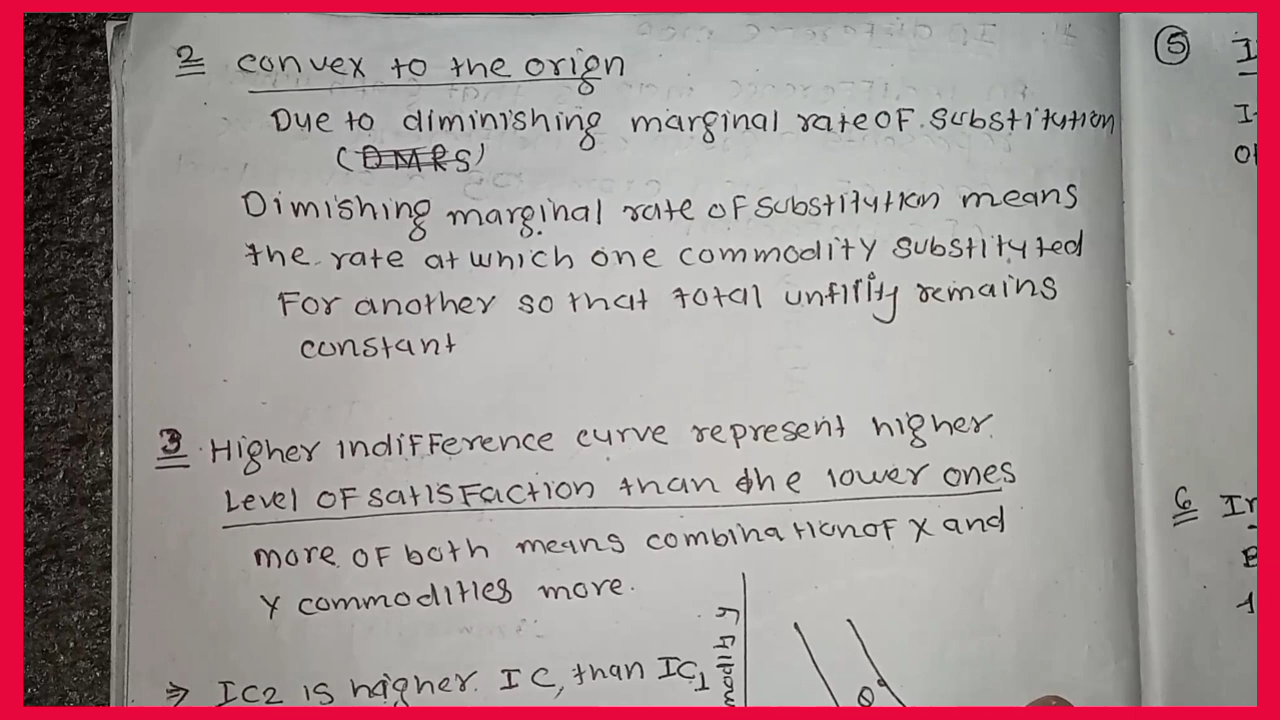 2 convex to the orign
Due to diminishing marginal rate OF substitution
(DMRS)
Dimishing marginal rate OF substitution means
the rate at which one commodity substituted
For another so that total
remains
constant
3 Higher indifference curve represent higher
Level OF satisfaction than the lower ones
more OF both means combination OF X and
Y commodities more.
⇒ IC2 is higher IC, than IC1
5
6